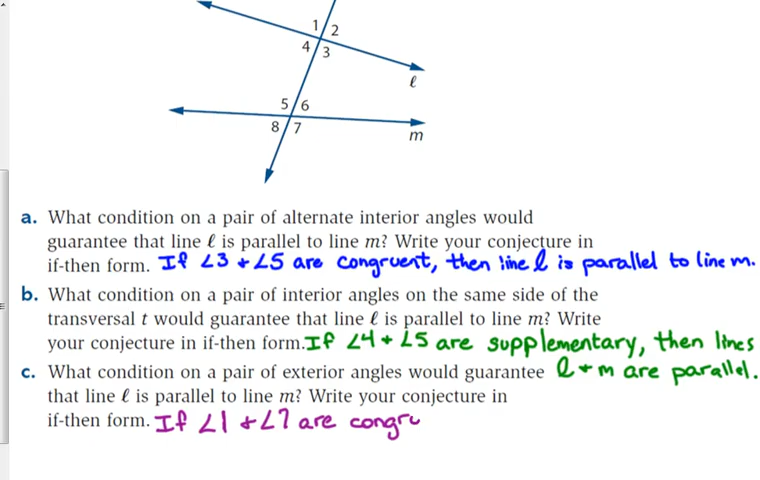 1 2
4 3
ℓ
5 6
8 7
m
a. What condition on a pair of alternate interior angles would
guarantee that line ℓ is parallel to line m? Write your conjecture in
if-then form. If ∠3 + ∠5 are congruent, then line l is parallel to line m.
b. What condition on a pair of interior angles on the same side of the
transversal t would guarantee that line ℓ is parallel to line m? Write
your conjecture in if-then form. If ∠4 + ∠5 are supplementary, then lines
c. What condition on a pair of exterior angles would guarantee l + m are parallel.
that line ℓ is parallel to line m? Write your conjecture in
if-then form. If ∠1 + ∠7 are congru